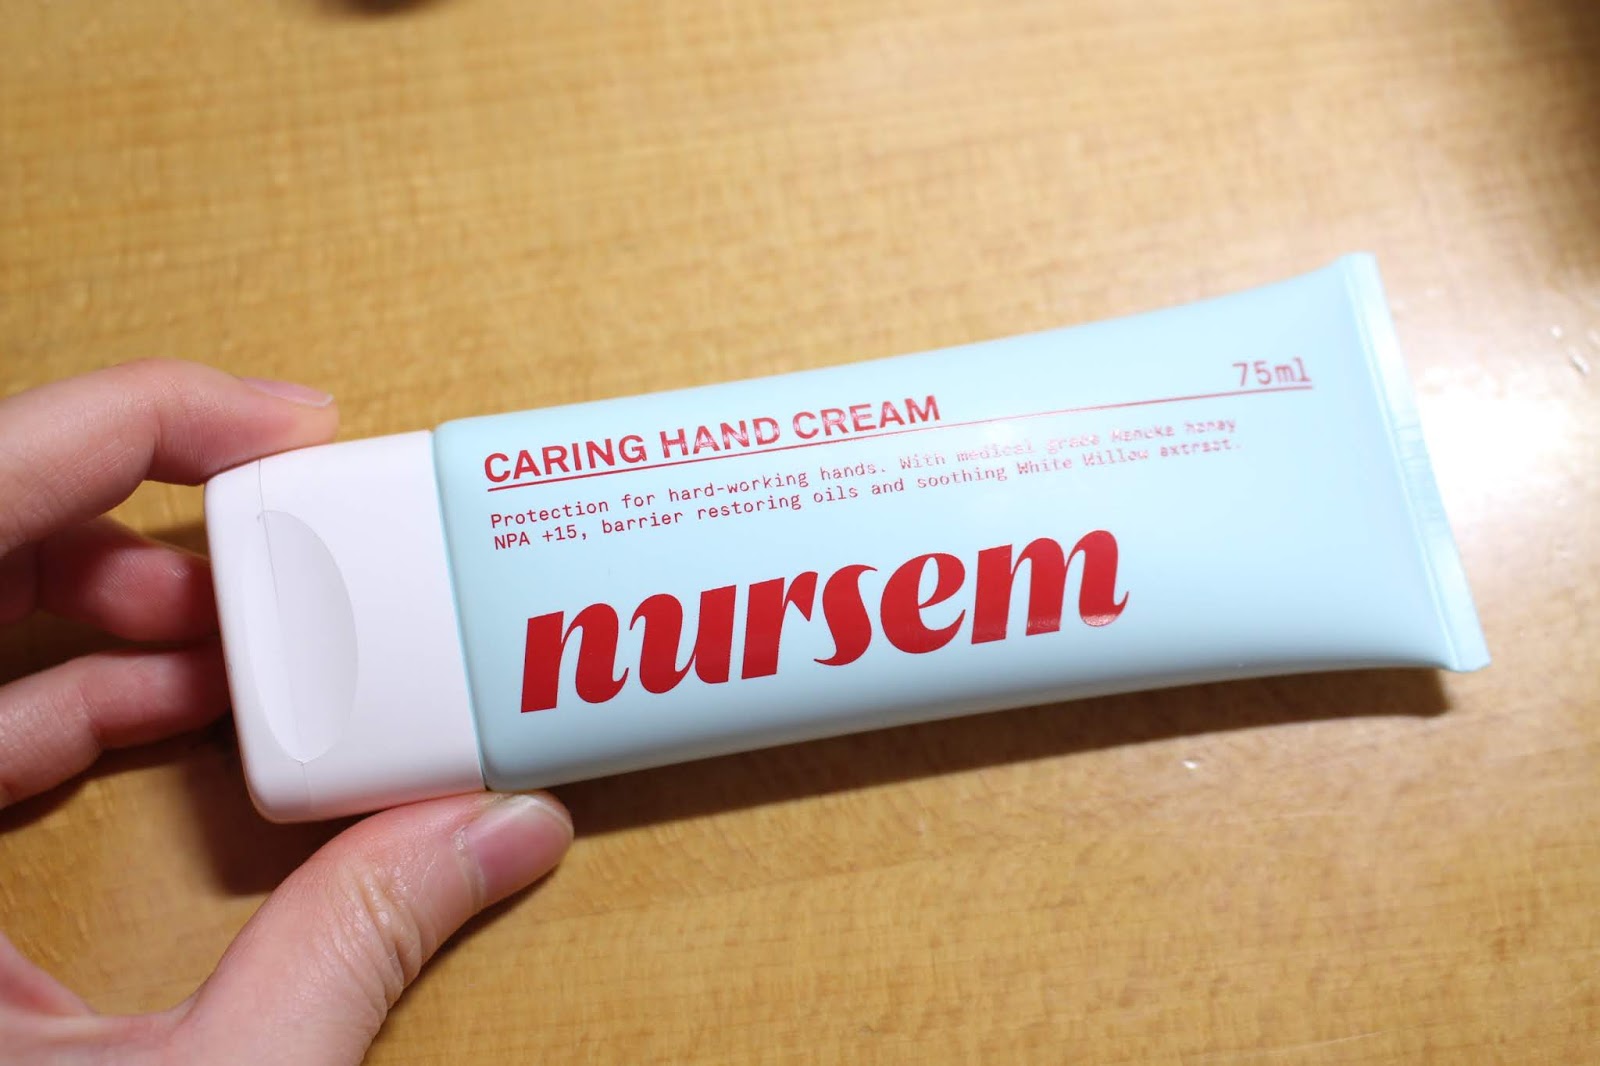 CARING HAND CREAM 75ml
Protection for hard-working hands. With medical grade Manuka honey
NPA +15, barrier restoring oils and soothing White Willow extract.
nursem